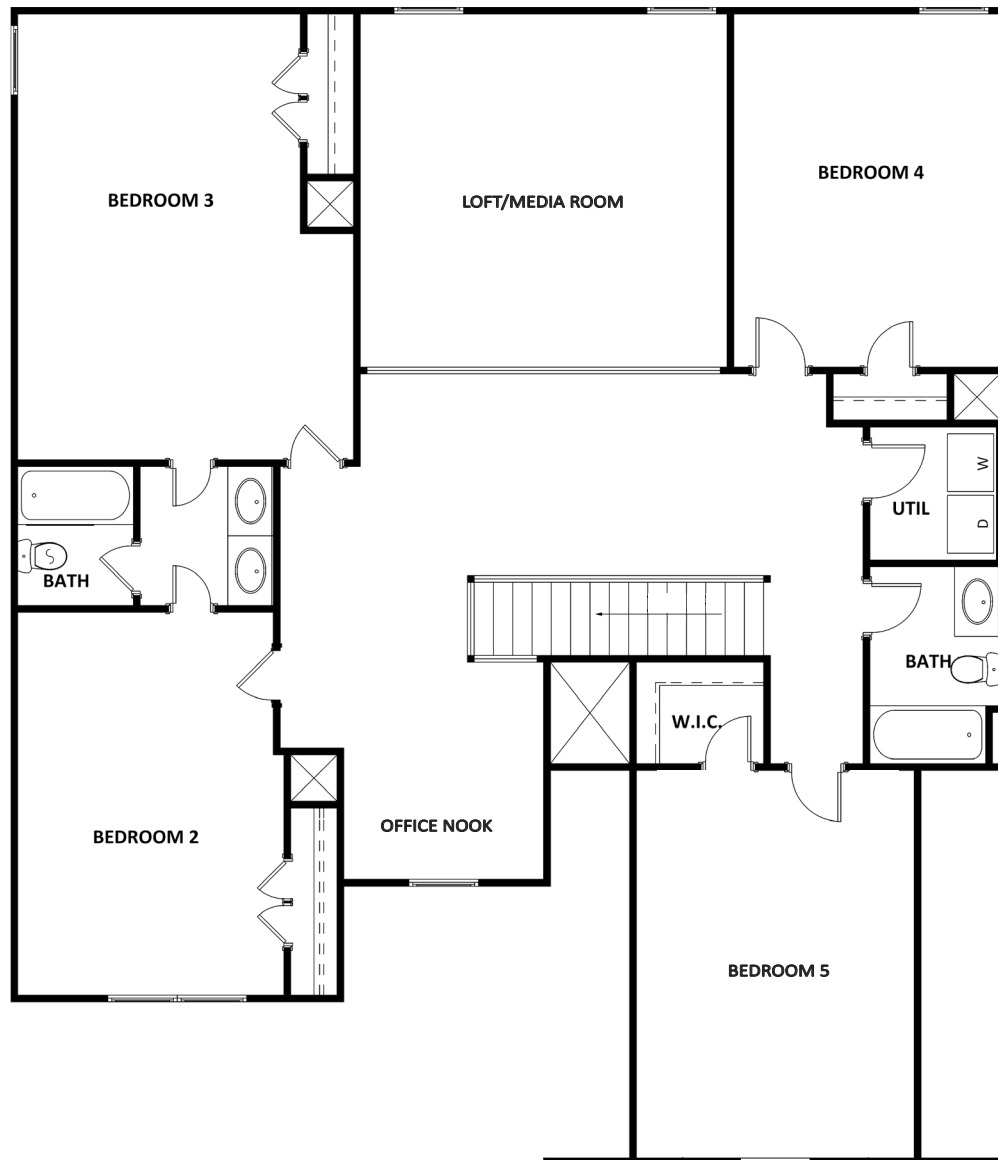 BEDROOM 3
LOFT/MEDIA ROOM
BEDROOM 4
W
UTIL
D
BATH
BATH
W.I.C.
BEDROOM 2
OFFICE NOOK
BEDROOM 5